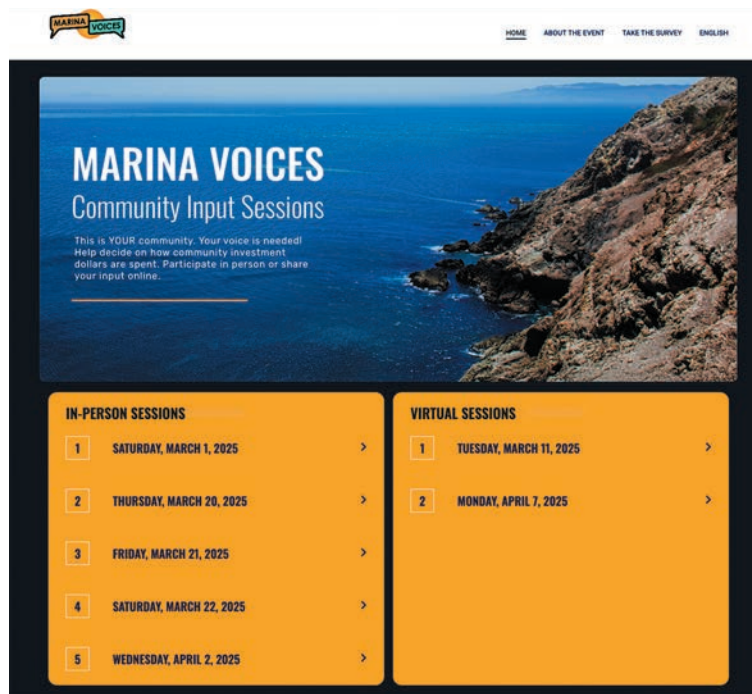 MARINA VOICES
HOME ABOUT THE EVENT TAKE THE SURVEY ENGLISH
MARINA VOICES
Community Input Sessions
This is YOUR community. Your voice is needed!
Help decide on how community investment
dollars are spent. Participate in person or share
your input online.
IN-PERSON SESSIONS
1 SATURDAY, MARCH 1, 2025
2 THURSDAY, MARCH 20, 2025
3 FRIDAY, MARCH 21, 2025
4 SATURDAY, MARCH 22, 2025
5 WEDNESDAY, APRIL 2, 2025
VIRTUAL SESSIONS
1 TUESDAY, MARCH 11, 2025
2 MONDAY, APRIL 7, 2025